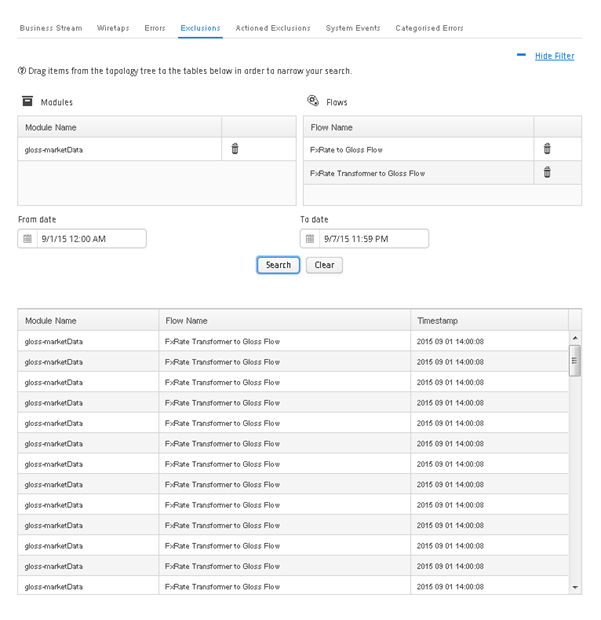 Business Stream Wiretaps Errors Exclusions Actioned Exclusions System Events Categorised Errors
Hide Filter
Drag items from the topology tree to the tables below in order to narrow your search.
Modules Flows
Module Name Flow Name
gloss-marketData FxRate to Gloss Flow
FxRate Transformer to Gloss Flow
From date To date
9/1/15 12:00 AM 9/7/15 11:59 PM
Search Clear
Module Name Flow Name Timestamp
gloss-marketData FxRate Transformer to Gloss Flow 2015 09 01 14:00:08
gloss-marketData FxRate Transformer to Gloss Flow 2015 09 01 14:00:08
gloss-marketData FxRate Transformer to Gloss Flow 2015 09 01 14:00:08
gloss-marketData FxRate Transformer to Gloss Flow 2015 09 01 14:00:08
gloss-marketData FxRate Transformer to Gloss Flow 2015 09 01 14:00:08
gloss-marketData FxRate Transformer to Gloss Flow 2015 09 01 14:00:08
gloss-marketData FxRate Transformer to Gloss Flow 2015 09 01 14:00:08
gloss-marketData FxRate Transformer to Gloss Flow 2015 09 01 14:00:08
gloss-marketData FxRate Transformer to Gloss Flow 2015 09 01 14:00:08
gloss-marketData FxRate Transformer to Gloss Flow 2015 09 01 14:00:08
gloss-marketData FxRate Transformer to Gloss Flow 2015 09 01 14:00:08
gloss-marketData FxRate Transformer to Gloss Flow 2015 09 01 14:00:08
gloss-marketData FxRate Transformer to Gloss Flow 2015 09 01 14:00:08